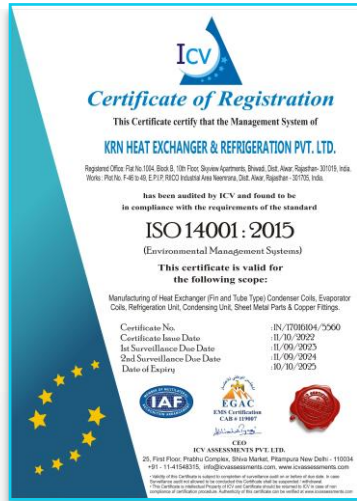 Icv
Certificate of Registration
This Certificate certify that the Management System of
KRN HEAT EXCHANGER & REFRIGERATION PVT. LTD.
Registered Office: Flat No.1004, Block B, 10th Floor, Skyview Apartments, Bhiwadi, Distt. Alwar, Rajasthan- 301019, India.
Works : Plot No. F-46 to 49, E.P.I.P, RIICO Industrial Area Neemrana, Distt. Alwar, Rajasthan - 301705, India.
has been audited by ICV and found to be
in compliance with the requirements of the standard
ISO 14001 : 2015
(Environmental Management Systems)
This certificate is valid for
the following scope:
Manufacturing of Heat Exchanger (Fin and Tube Type) Condenser Coils, Evaporator
Coils, Refrigeration Unit, Condensing Unit, Sheet Metal Parts & Copper Fittings.
Certificate No. : IN/17016104/5560
Certificate Issue Date : 11/10/2022
1st Surveillance Due Date : 11/09/2023
2nd Surveillance Due Date : 11/09/2024
Date of Expiry : 10/10/2025
IAF
EGAC
EMS Certification
CAB # 119007
CEO
ICV ASSESSMENTS PVT. LTD.
25, First Floor, Prabhu Complex, Shiva Market, Pitampura New Delhi - 110034
+91 - 11-41548315, info@icvassessments.com, www.icvassessments.com